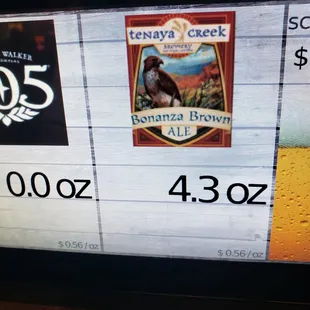 WALKER
05
0.0 oz
$ 0.56 / oz
tenaya creek
BREWERY
Bonanza Brown
ALE
4.3 oz
$ 0.56 / oz
SC
$